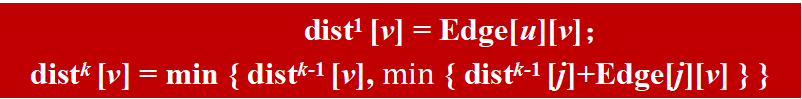 dist¹ [v] = Edge[u][v];
distᵏ [v] = min { distᵏ⁻¹ [v], min { distᵏ⁻¹ [j]+Edge[j][v] } }